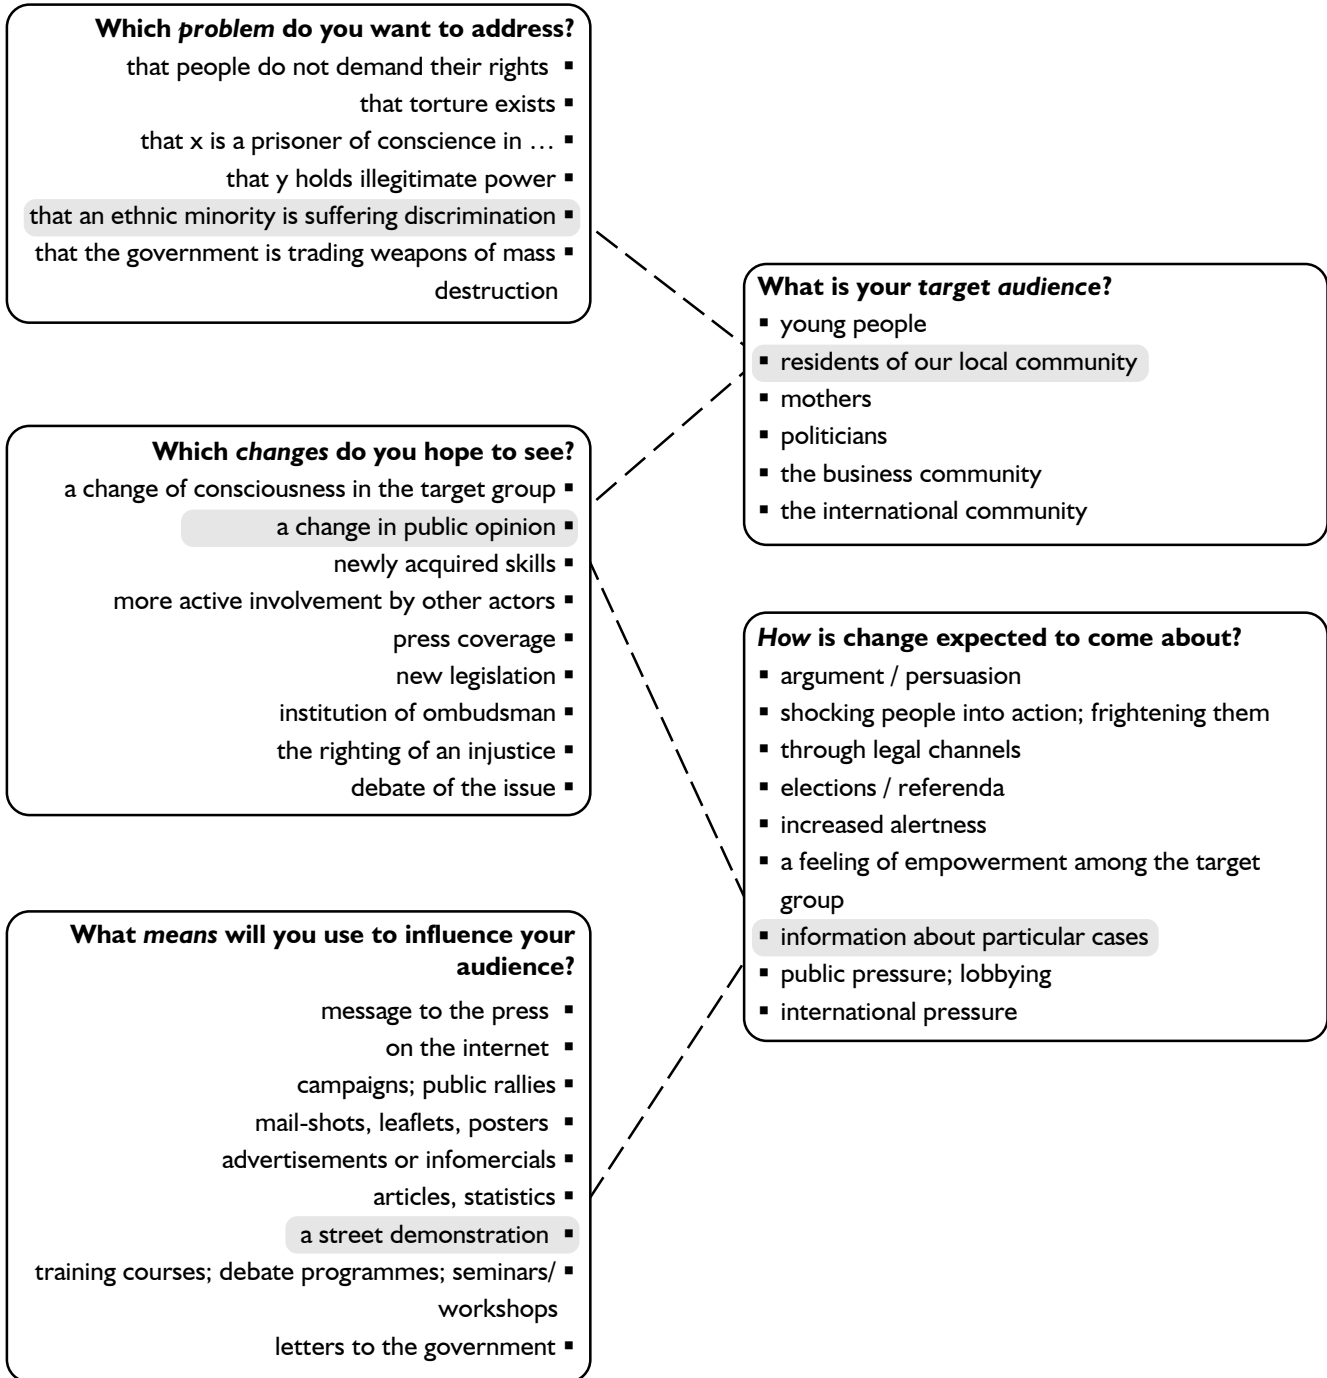 Which problem do you want to address?
that people do not demand their rights ▪
that torture exists ▪
that x is a prisoner of conscience in … ▪
that y holds illegitimate power ▪
that an ethnic minority is suffering discrimination ▪
that the government is trading weapons of mass ▪
destruction
What is your target audience?
▪ young people
▪ residents of our local community
▪ mothers
▪ politicians
▪ the business community
▪ the international community
Which changes do you hope to see?
a change of consciousness in the target group ▪
a change in public opinion ▪
newly acquired skills ▪
more active involvement by other actors ▪
press coverage ▪
new legislation ▪
institution of ombudsman ▪
the righting of an injustice ▪
debate of the issue ▪
How is change expected to come about?
▪ argument / persuasion
▪ shocking people into action; frightening them
▪ through legal channels
▪ elections / referenda
▪ increased alertness
▪ a feeling of empowerment among the target
group
▪ information about particular cases
▪ public pressure; lobbying
▪ international pressure
What means will you use to influence your
audience?
message to the press ▪
on the internet ▪
campaigns; public rallies ▪
mail-shots, leaflets, posters ▪
advertisements or infomercials ▪
articles, statistics ▪
a street demonstration ▪
training courses; debate programmes; seminars/ ▪
workshops
letters to the government ▪